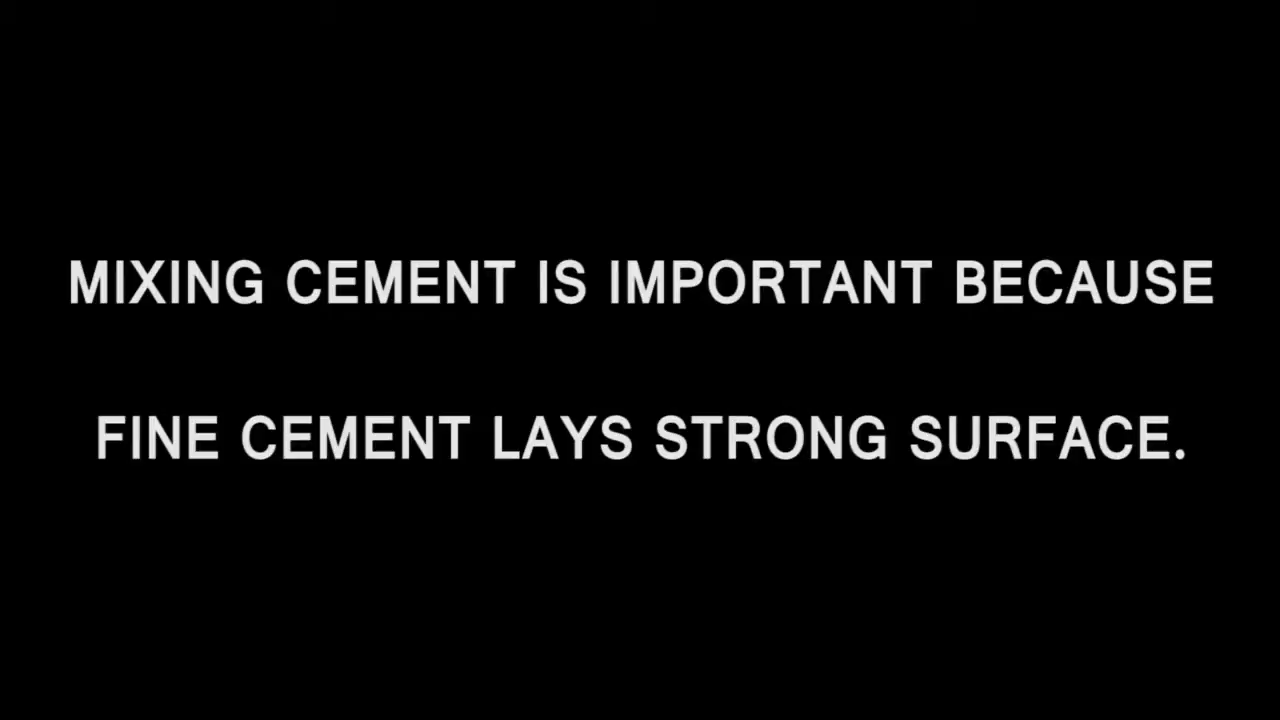 MIXING CEMENT IS IMPORTANT BECAUSE
FINE CEMENT LAYS STRONG SURFACE.